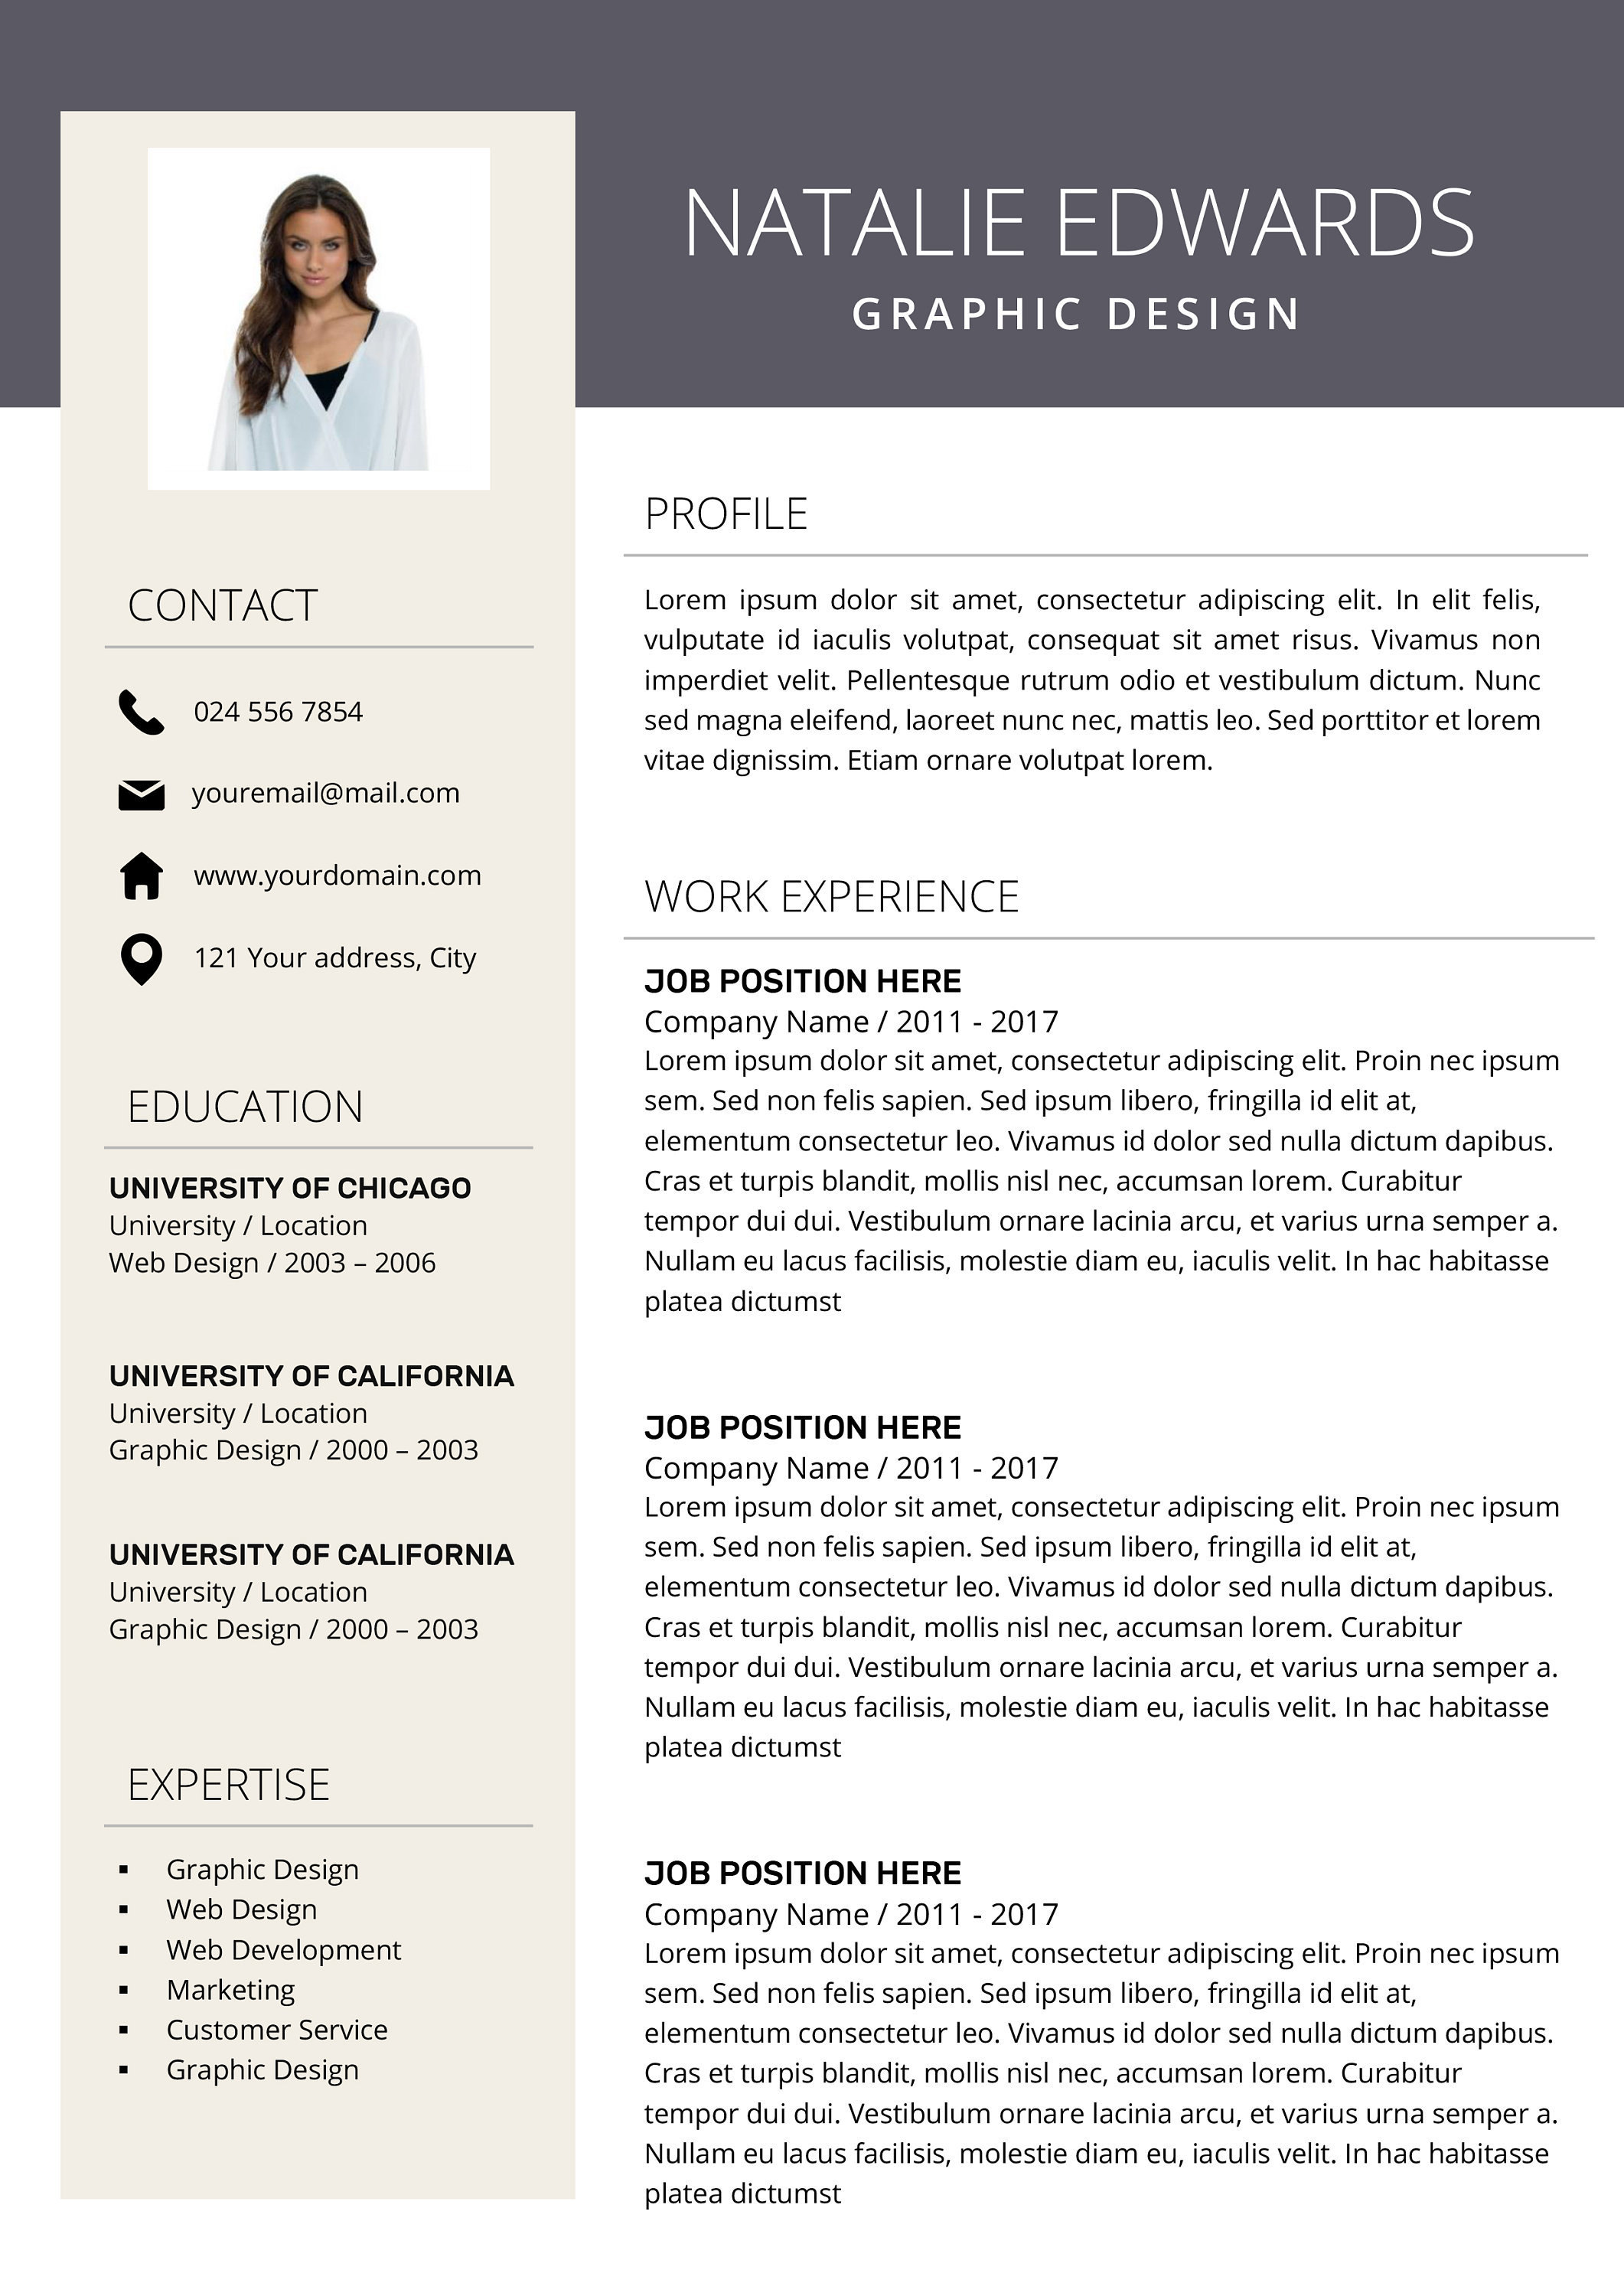 NATALIE EDWARDS
GRAPHIC DESIGN
CONTACT
024 556 7854
youremail@mail.com
www.yourdomain.com
121 Your address, City
EDUCATION
UNIVERSITY OF CHICAGO
University / Location
Web Design / 2003 – 2006
UNIVERSITY OF CALIFORNIA
University / Location
Graphic Design / 2000 – 2003
UNIVERSITY OF CALIFORNIA
University / Location
Graphic Design / 2000 – 2003
EXPERTISE
▪ Graphic Design
▪ Web Design
▪ Web Development
▪ Marketing
▪ Customer Service
▪ Graphic Design
PROFILE
Lorem ipsum dolor sit amet, consectetur adipiscing elit. In elit felis,
vulputate id iaculis volutpat, consequat sit amet risus. Vivamus non
imperdiet velit. Pellentesque rutrum odio et vestibulum dictum. Nunc
sed magna eleifend, laoreet nunc nec, mattis leo. Sed porttitor et lorem
vitae dignissim. Etiam ornare volutpat lorem.
WORK EXPERIENCE
JOB POSITION HERE
Company Name / 2011 - 2017
Lorem ipsum dolor sit amet, consectetur adipiscing elit. Proin nec ipsum
sem. Sed non felis sapien. Sed ipsum libero, fringilla id elit at,
elementum consectetur leo. Vivamus id dolor sed nulla dictum dapibus.
Cras et turpis blandit, mollis nisl nec, accumsan lorem. Curabitur
tempor dui dui. Vestibulum ornare lacinia arcu, et varius urna semper a.
Nullam eu lacus facilisis, molestie diam eu, iaculis velit. In hac habitasse
platea dictumst
JOB POSITION HERE
Company Name / 2011 - 2017
Lorem ipsum dolor sit amet, consectetur adipiscing elit. Proin nec ipsum
sem. Sed non felis sapien. Sed ipsum libero, fringilla id elit at,
elementum consectetur leo. Vivamus id dolor sed nulla dictum dapibus.
Cras et turpis blandit, mollis nisl nec, accumsan lorem. Curabitur
tempor dui dui. Vestibulum ornare lacinia arcu, et varius urna semper a.
Nullam eu lacus facilisis, molestie diam eu, iaculis velit. In hac habitasse
platea dictumst
JOB POSITION HERE
Company Name / 2011 - 2017
Lorem ipsum dolor sit amet, consectetur adipiscing elit. Proin nec ipsum
sem. Sed non felis sapien. Sed ipsum libero, fringilla id elit at,
elementum consectetur leo. Vivamus id dolor sed nulla dictum dapibus.
Cras et turpis blandit, mollis nisl nec, accumsan lorem. Curabitur
tempor dui dui. Vestibulum ornare lacinia arcu, et varius urna semper a.
Nullam eu lacus facilisis, molestie diam eu, iaculis velit. In hac habitasse
platea dictumst